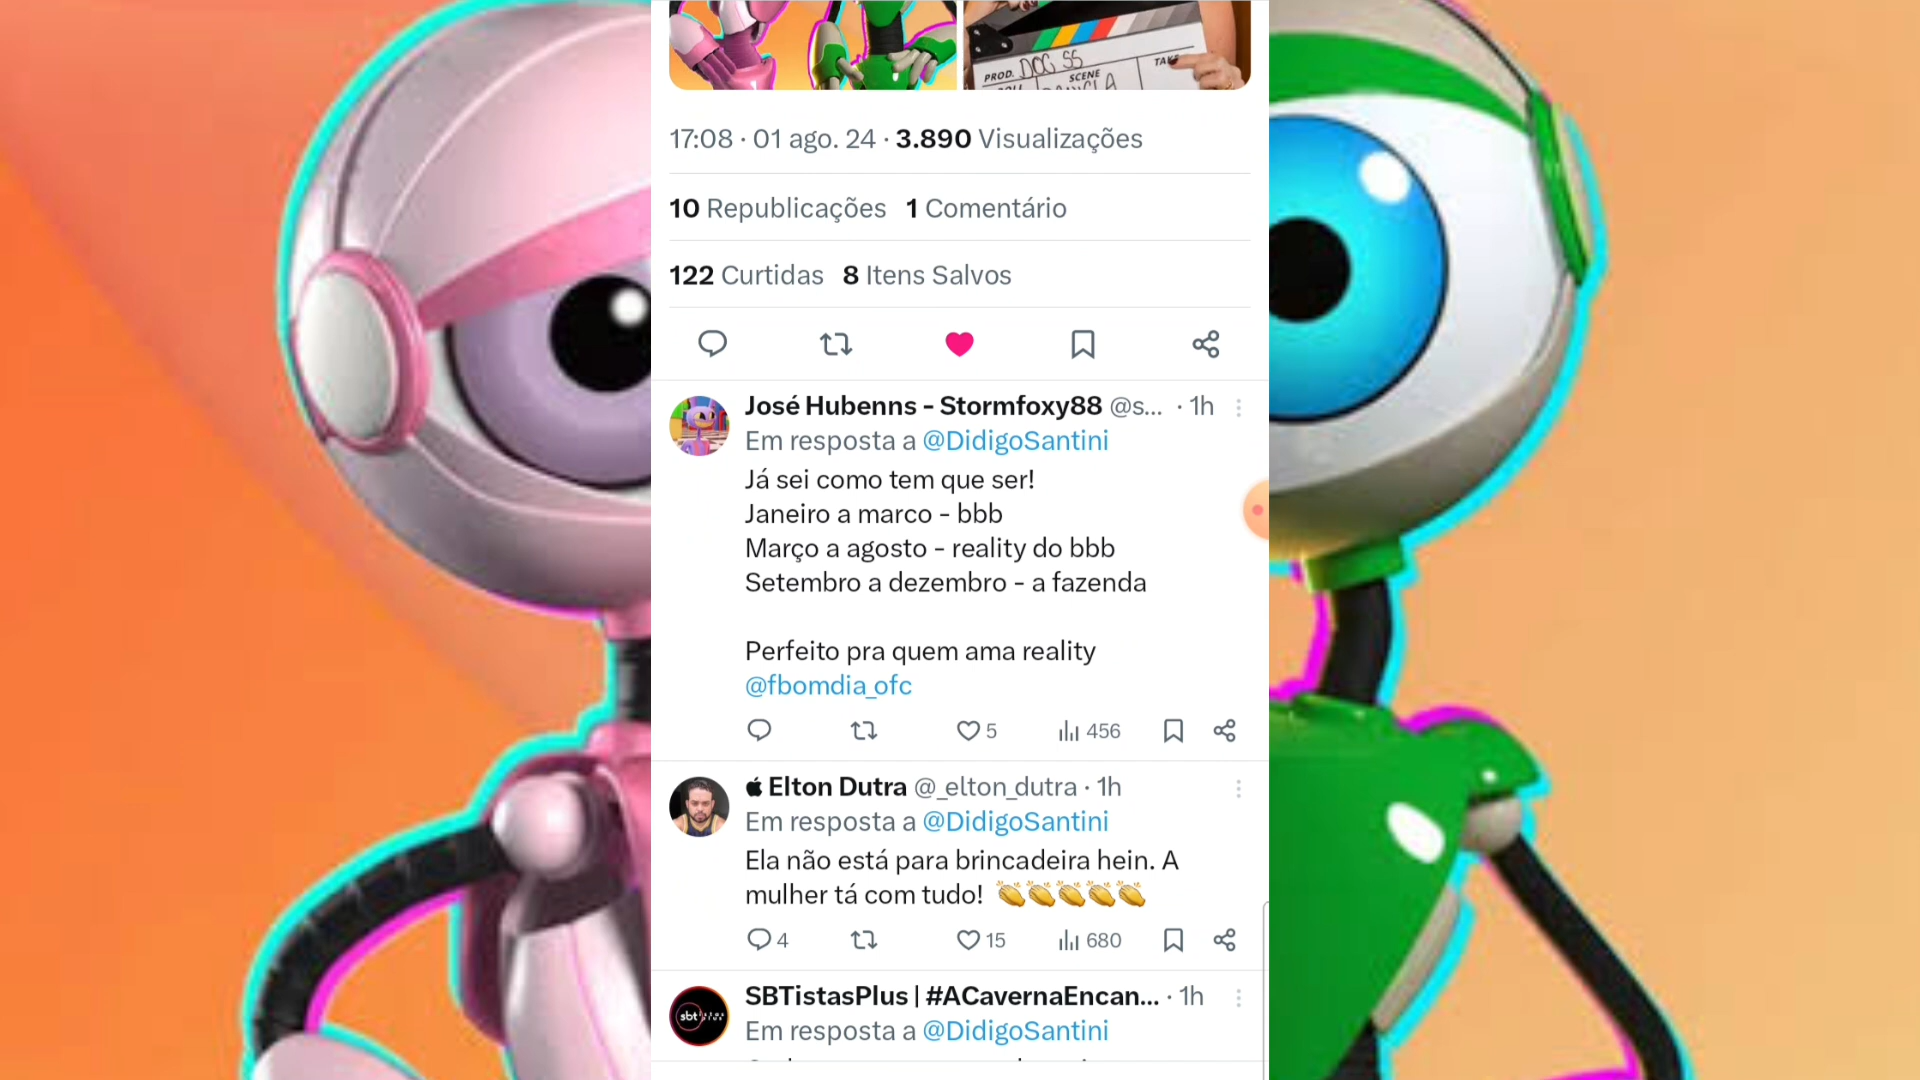 PROD. DOC SS
SCENE
17:08 · 01 ago. 24 · 3.890 Visualizações
10 Republicações 1 Comentário
122 Curtidas 8 Itens Salvos
José Hubenns - Stormfoxy88 @s... · 1h
Em resposta a @DidigoSantini
Já sei como tem que ser!
Janeiro a marco - bbb
Março a agosto - reality do bbb
Setembro a dezembro - a fazenda
Perfeito pra quem ama reality
@fbomdia_ofc
5 456
Elton Dutra @_elton_dutra · 1h
Em resposta a @DidigoSantini
Ela não está para brincadeira hein. A
mulher tá com tudo! 👏👏👏👏👏
4 15 680
sbt
SBTistasPlus | #ACavernaEncan... · 1h
Em resposta a @DidigoSantini